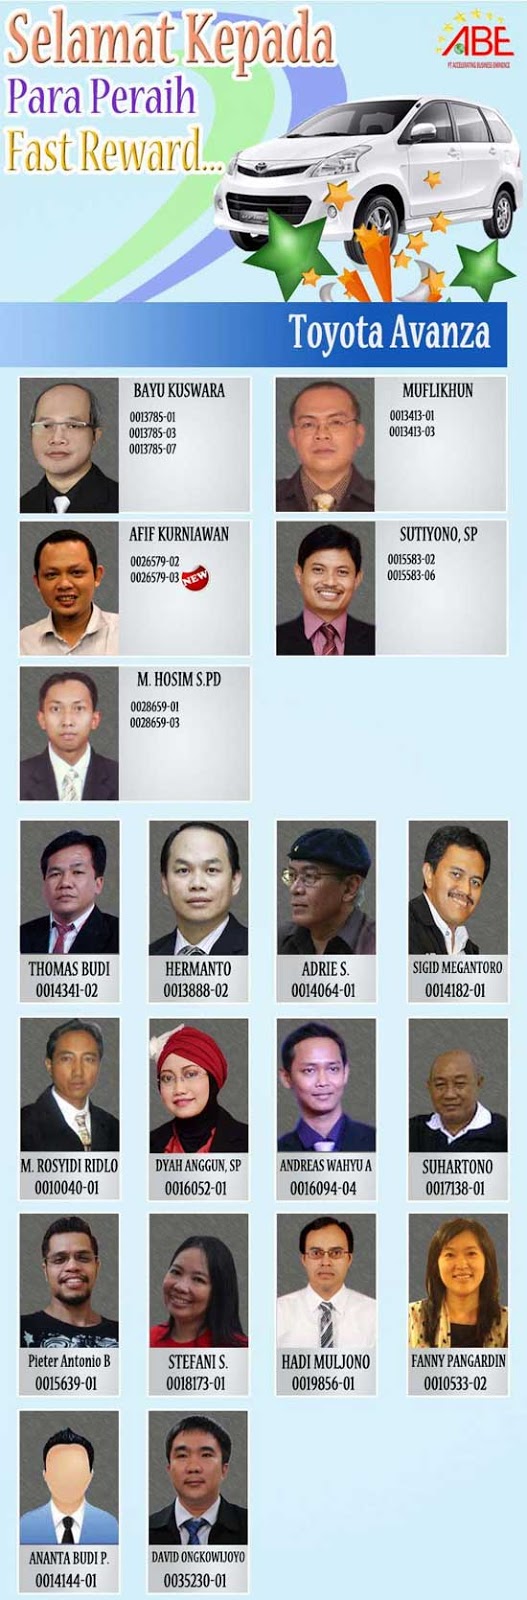 Selamat Kepada
Para Peraih
Fast Reward...
ABE
PT ACCELERATING BUSINESS EMINENCE
Toyota Avanza
BAYU KUSWARA
0013785-01
0013785-03
0013785-07
MUFLIKHUN
0013413-01
0013413-03
AFIF KURNIAWAN
0026579-02
0026579-03 NEW
SUTIYONO, SP
0015583-02
0015583-06
M. HOSIM S.PD
0028659-01
0028659-03
THOMAS BUDI
0014341-02
HERMANTO
0013888-02
ADRIE S.
0014064-01
SIGID MEGANTORO
0014182-01
M. ROSYIDI RIDLO
0010040-01
DYAH ANGGUN, SP
0016052-01
ANDREAS WAHYU A
0016094-04
SUHARTONO
0017138-01
Pieter Antonio B
0015639-01
STEFANI S.
0018173-01
HADI MULJONO
0019856-01
FANNY PANGARDIN
0010533-02
ANANTA BUDI P.
0014144-01
DAVID ONGKOWIJOYO
0035230-01